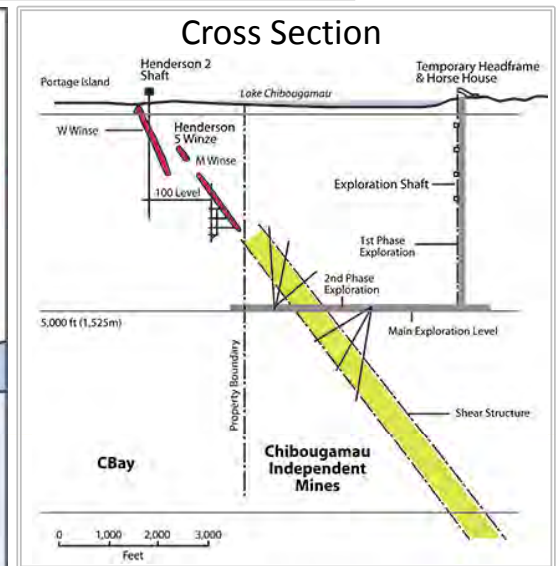 Cross Section
Henderson 2
Shaft
Temporary Headframe
& Horse House
Portage Island
Lake Chibougamau
W Winse
Henderson
5 Winze
M Winse
Exploration Shaft
100 Level
1st Phase
Exploration
2nd Phase
Exploration
5,000 ft (1,525m)
Main Exploration Level
Property Boundary
Shear Structure
CBay
Chibougamau
Independent
Mines
0 1,000 2,000 3,000
Feet